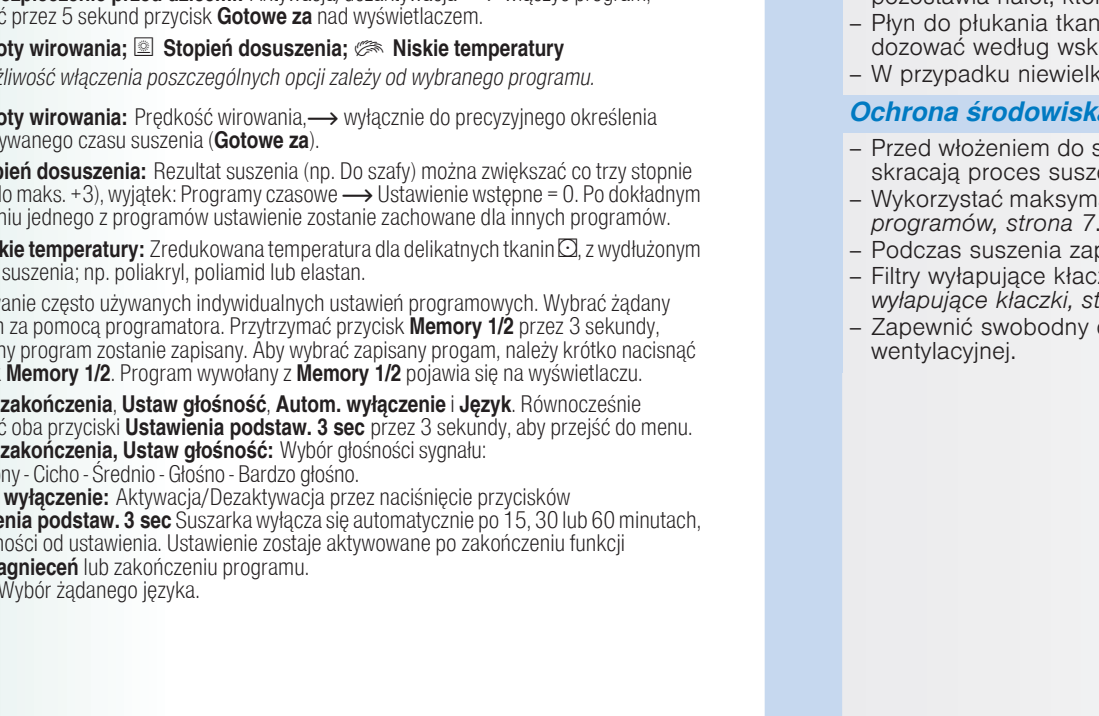 ć przez 5 sekund przycisk Gotowe za nad wyświetlaczem.
oty wirowania; Stopień dosuszenia; Niskie temperatury
żliwość włączenia poszczególnych opcji zależy od wybranego programu.
oty wirowania: Prędkość wirowania, → wyłącznie do precyzyjnego określenia
ywanego czasu suszenia (Gotowe za).
pień dosuszenia: Rezultat suszenia (np. Do szafy) można zwiększać co trzy stopnie
do maks. +3), wyjątek: Programy czasowe → Ustawienie wstępne = 0. Po dokładnym
niu jednego z programów ustawienie zostanie zachowane dla innych programów.
kie temperatury: Zredukowana temperatura dla delikatnych tkanin, z wydłużonym
suszenia; np. poliakryl, poliamid lub elastan.
anie często używanych indywidualnych ustawień programowych. Wybrać żądany
n za pomocą programatora. Przytrzymać przycisk Memory 1/2 przez 3 sekundy,
ny program zostanie zapisany. Aby wybrać zapisany progam, należy krótko nacisnąć
Memory 1/2. Program wywołany z Memory 1/2 pojawia się na wyświetlaczu.
zakończenia, Ustaw głośność, Autom. wyłączenie i Język. Równocześnie
ć oba przyciski Ustawienia podstaw. 3 sec przez 3 sekundy, aby przejść do menu.
zakończenia, Ustaw głośność: Wybór głośności sygnału:
ony - Cicho - Średnio - Głośno - Bardzo głośno.
wyłączenie: Aktywacja/Dezaktywacja przez naciśnięcie przycisków
enia podstaw. 3 sec Suszarka wyłącza się automatycznie po 15, 30 lub 60 minutach,
ności od ustawienia. Ustawienie zostaje aktywowane po zakończeniu funkcji
agnieceń lub zakończeniu programu.
Wybór żądanego języka.
– Płyn do płukania tkan
dozować według wsk
– W przypadku niewielk
Ochrona środowiska
– Przed włożeniem do s
skracają proces susze
– Wykorzystać maksyma
programów, strona 7.
– Podczas suszenia zap
– Filtry wyłapujące kłacz
wyłapujące kłaczki, st
– Zapewnić swobodny
wentylacyjnej.